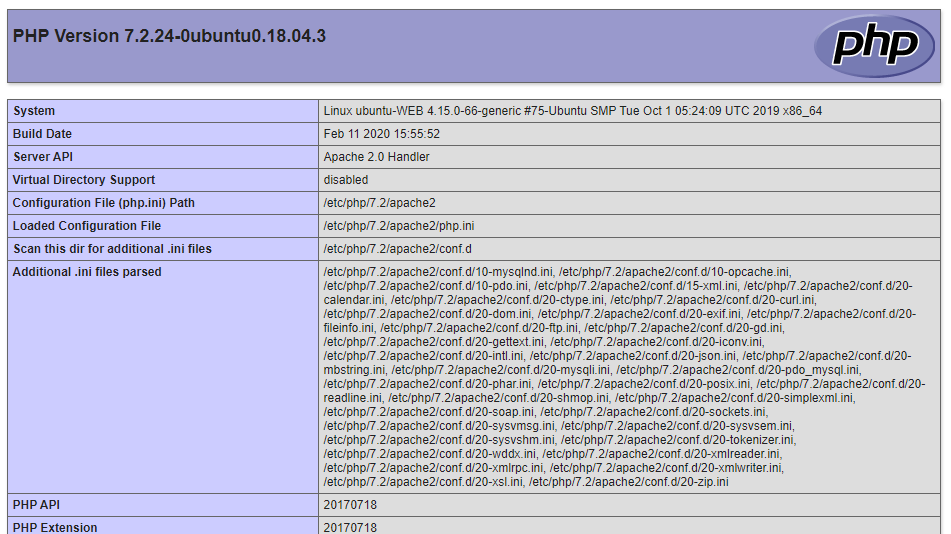 PHP Version 7.2.24-0ubuntu0.18.04.3
php
System Linux ubuntu-WEB 4.15.0-66-generic #75-Ubuntu SMP Tue Oct 1 05:24:09 UTC 2019 x86_64
Build Date Feb 11 2020 15:55:52
Server API Apache 2.0 Handler
Virtual Directory Support disabled
Configuration File (php.ini) Path /etc/php/7.2/apache2
Loaded Configuration File /etc/php/7.2/apache2/php.ini
Scan this dir for additional .ini files /etc/php/7.2/apache2/conf.d
Additional .ini files parsed /etc/php/7.2/apache2/conf.d/10-mysqlnd.ini, /etc/php/7.2/apache2/conf.d/10-opcache.ini,
/etc/php/7.2/apache2/conf.d/10-pdo.ini, /etc/php/7.2/apache2/conf.d/15-xml.ini, /etc/php/7.2/apache2/conf.d/20-
calendar.ini, /etc/php/7.2/apache2/conf.d/20-ctype.ini, /etc/php/7.2/apache2/conf.d/20-curl.ini,
/etc/php/7.2/apache2/conf.d/20-dom.ini, /etc/php/7.2/apache2/conf.d/20-exif.ini, /etc/php/7.2/apache2/conf.d/20-
fileinfo.ini, /etc/php/7.2/apache2/conf.d/20-ftp.ini, /etc/php/7.2/apache2/conf.d/20-gd.ini,
/etc/php/7.2/apache2/conf.d/20-gettext.ini, /etc/php/7.2/apache2/conf.d/20-iconv.ini,
/etc/php/7.2/apache2/conf.d/20-intl.ini, /etc/php/7.2/apache2/conf.d/20-json.ini, /etc/php/7.2/apache2/conf.d/20-
mbstring.ini, /etc/php/7.2/apache2/conf.d/20-mysqli.ini, /etc/php/7.2/apache2/conf.d/20-pdo_mysql.ini,
/etc/php/7.2/apache2/conf.d/20-phar.ini, /etc/php/7.2/apache2/conf.d/20-posix.ini, /etc/php/7.2/apache2/conf.d/20-
readline.ini, /etc/php/7.2/apache2/conf.d/20-shmop.ini, /etc/php/7.2/apache2/conf.d/20-simplexml.ini,
/etc/php/7.2/apache2/conf.d/20-soap.ini, /etc/php/7.2/apache2/conf.d/20-sockets.ini,
/etc/php/7.2/apache2/conf.d/20-sysvmsg.ini, /etc/php/7.2/apache2/conf.d/20-sysvsem.ini,
/etc/php/7.2/apache2/conf.d/20-sysvshm.ini, /etc/php/7.2/apache2/conf.d/20-tokenizer.ini,
/etc/php/7.2/apache2/conf.d/20-wddx.ini, /etc/php/7.2/apache2/conf.d/20-xmlreader.ini,
/etc/php/7.2/apache2/conf.d/20-xmlrpc.ini, /etc/php/7.2/apache2/conf.d/20-xmlwriter.ini,
/etc/php/7.2/apache2/conf.d/20-xsl.ini, /etc/php/7.2/apache2/conf.d/20-zip.ini
PHP API 20170718
PHP Extension 20170718